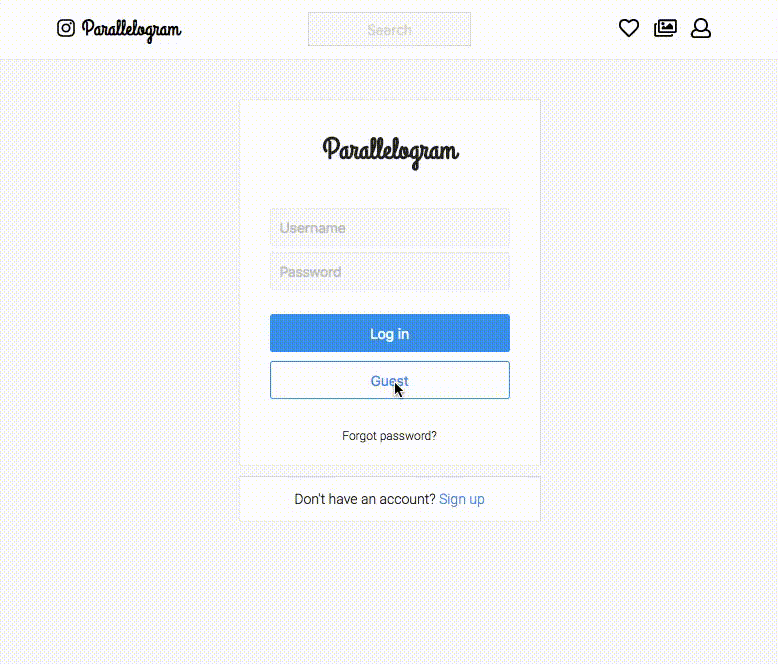 Parallelogram
Search
Parallelogram
Username
Password
Log in
Guest
Forgot password?
Don't have an account? Sign up